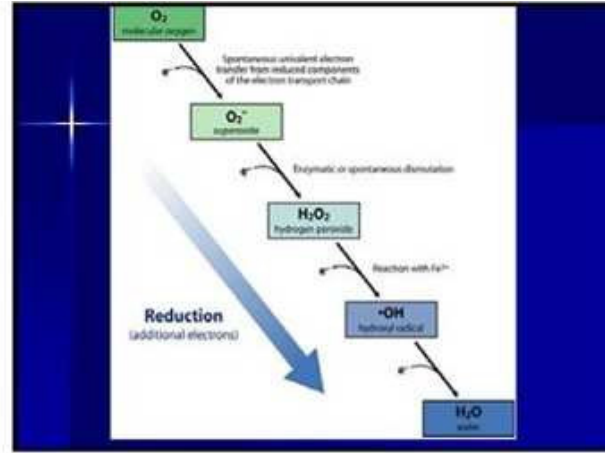 O₂
molecular oxygen
Spontaneous univalent electron
transfer from reduced components
of the electron transport chain
e⁻
O₂⁻
superoxide
Enzymatic or spontaneous dismutation
e⁻
H₂O₂
hydrogen peroxide
Reaction with Fe²⁺
e⁻
•OH
hydroxyl radical
Reduction
(additional electrons)
e⁻
H₂O
water